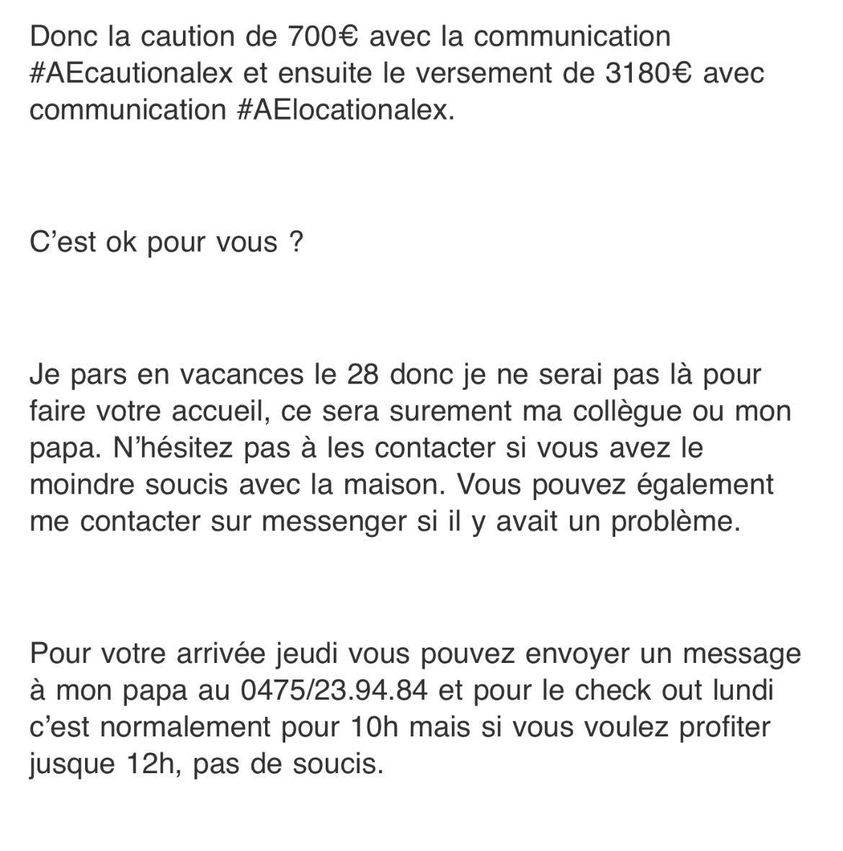 Donc la caution de 700€ avec la communication
#AEcautionalex et ensuite le versement de 3180€ avec
communication #AElocationalex.
C’est ok pour vous ?
Je pars en vacances le 28 donc je ne serai pas là pour
faire votre accueil, ce sera surement ma collègue ou mon
papa. N’hésitez pas à les contacter si vous avez le
moindre soucis avec la maison. Vous pouvez également
me contacter sur messenger si il y avait un problème.
Pour votre arrivée jeudi vous pouvez envoyer un message
à mon papa au 0475/23.94.84 et pour le check out lundi
c’est normalement pour 10h mais si vous voulez profiter
jusque 12h, pas de soucis.